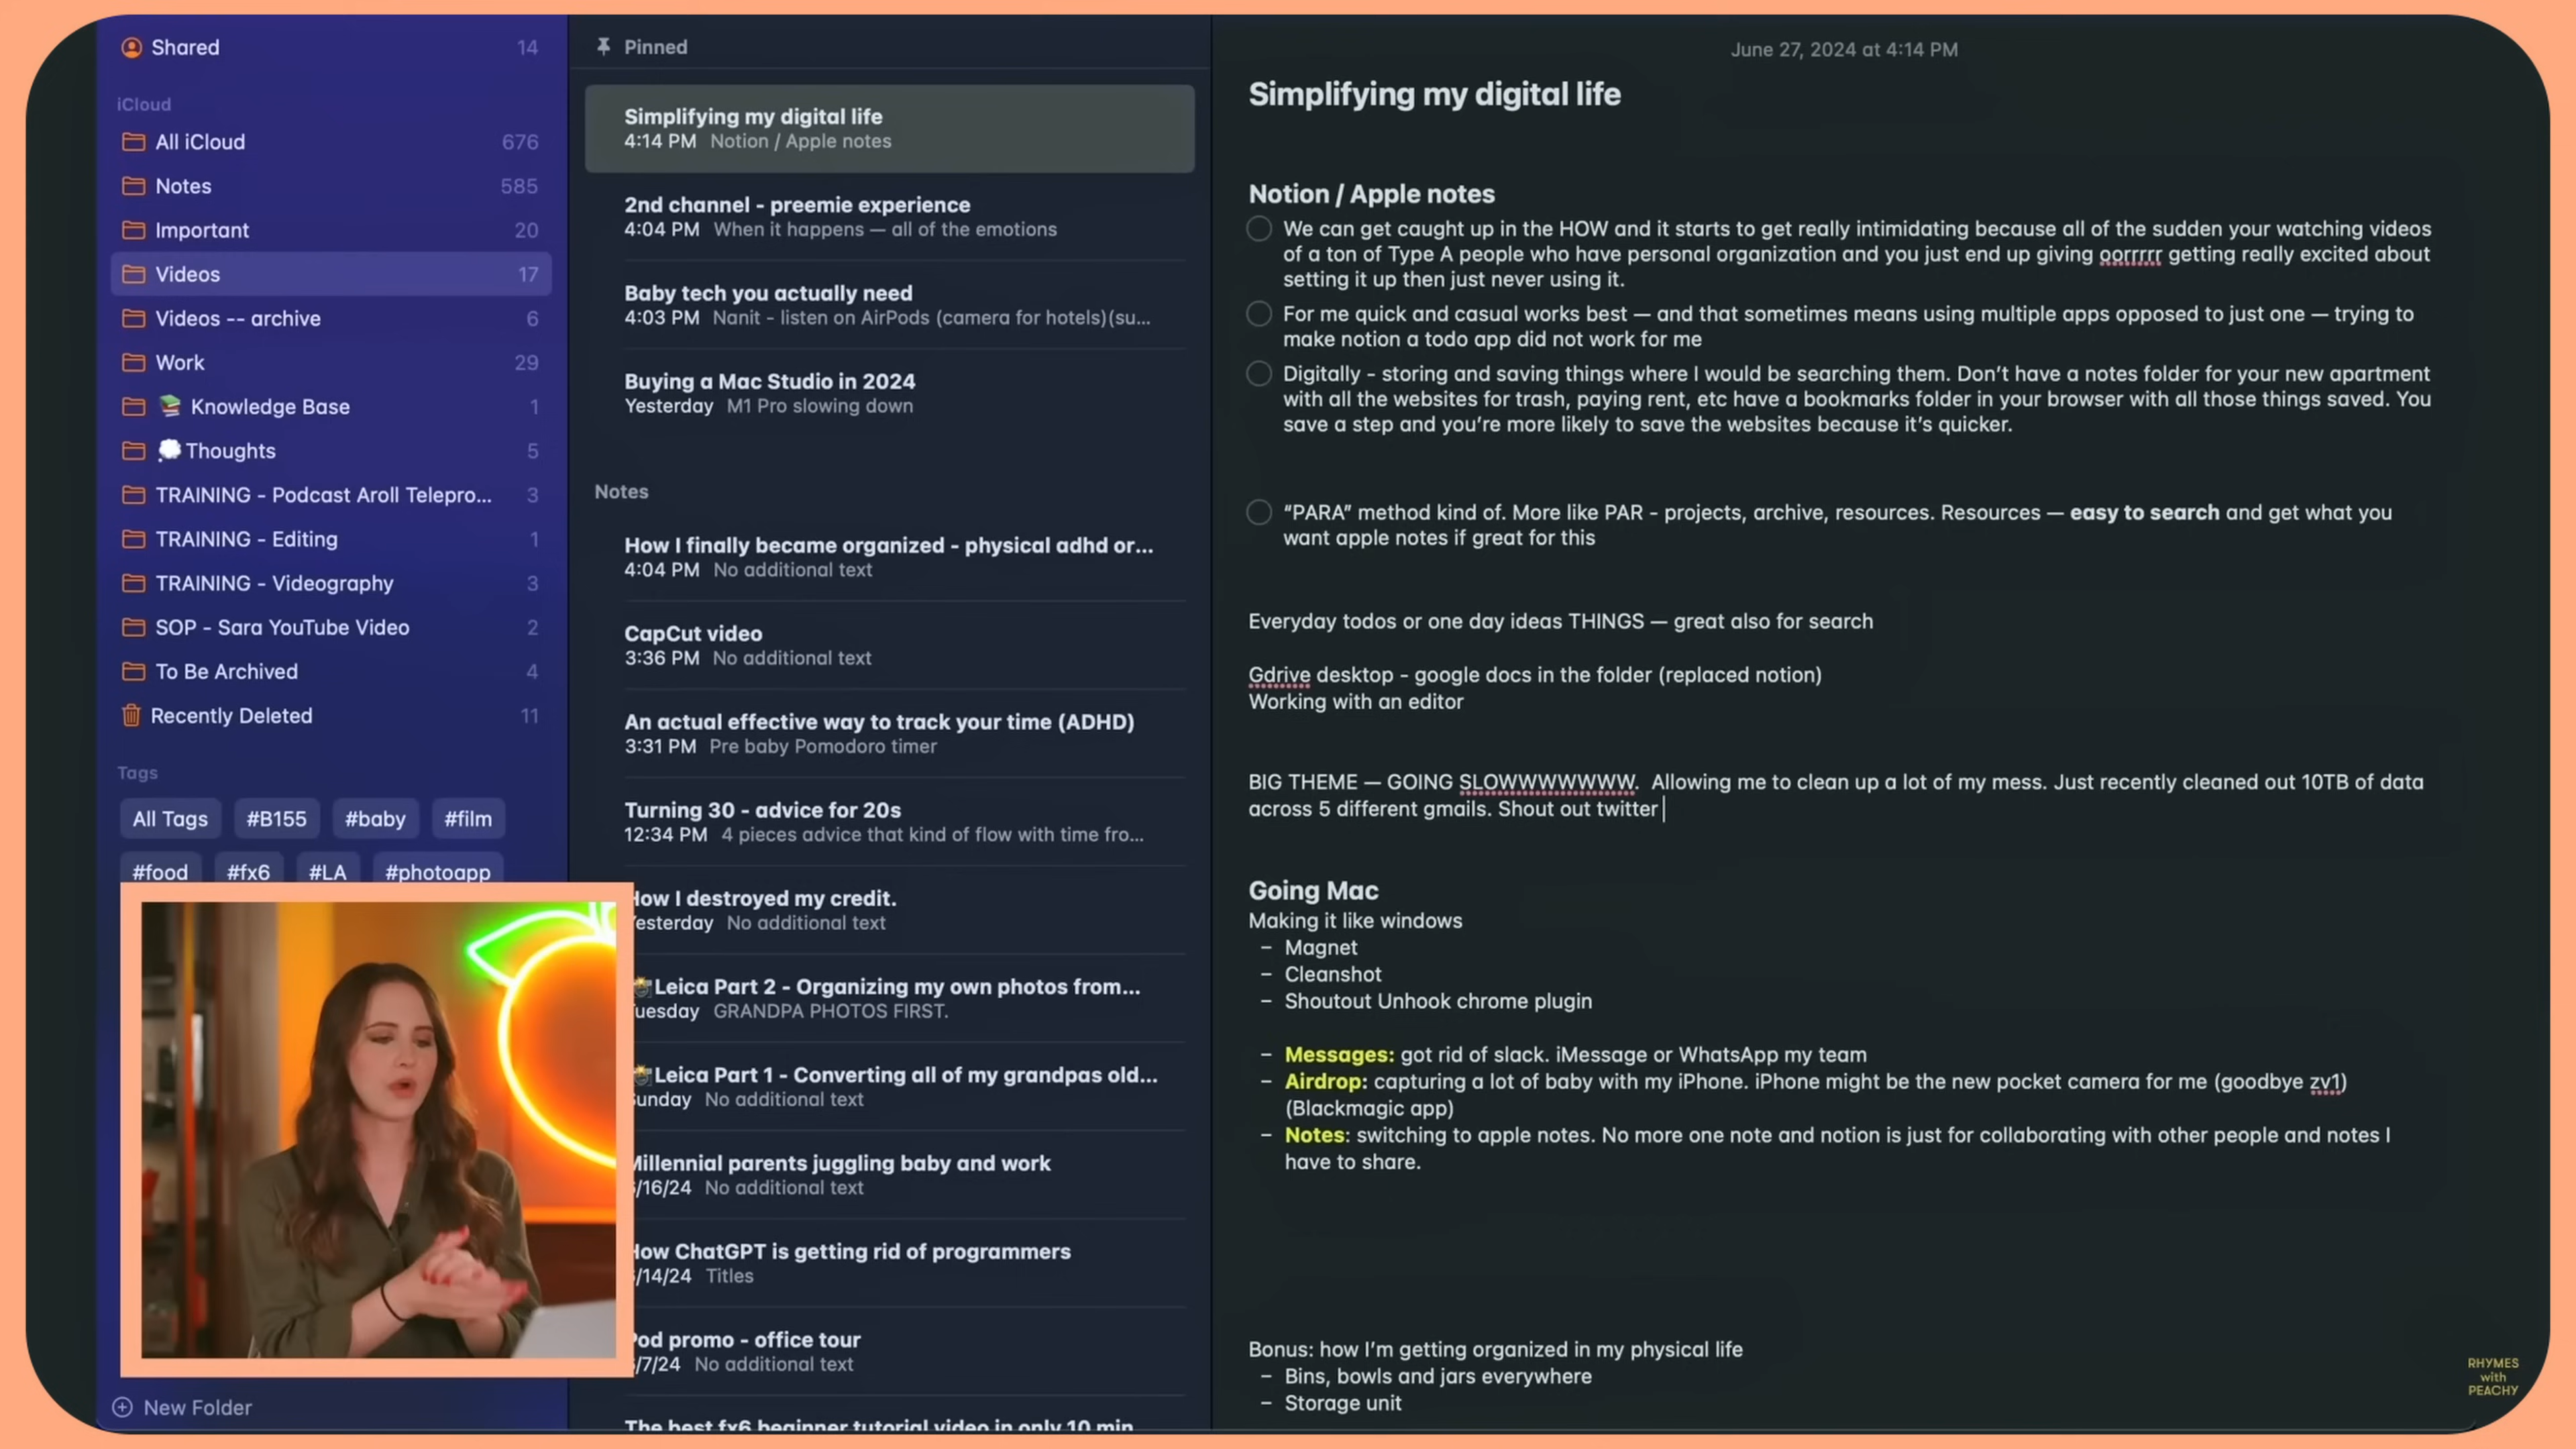 Shared 14
iCloud
All iCloud 676
Notes 585
Important 20
Videos 17
Videos -- archive 6
Work 29
📚 Knowledge Base 1
💭 Thoughts 5
TRAINING - Podcast Aroll Telepro... 3
TRAINING - Editing 1
TRAINING - Videography 3
SOP - Sara YouTube Video 2
To Be Archived 4
Recently Deleted 11
Tags
All Tags #B155 #baby #film
#food #fx6 #LA #photoapp
New Folder
Pinned
Simplifying my digital life
4:14 PM Notion / Apple notes
2nd channel - preemie experience
4:04 PM When it happens — all of the emotions
Baby tech you actually need
4:03 PM Nanit - listen on AirPods (camera for hotels)(su...
Buying a Mac Studio in 2024
Yesterday M1 Pro slowing down
Notes
How I finally became organized - physical adhd or...
4:04 PM No additional text
CapCut video
3:36 PM No additional text
An actual effective way to track your time (ADHD)
3:31 PM Pre baby Pomodoro timer
Turning 30 - advice for 20s
12:34 PM 4 pieces advice that kind of flow with time fro...
How I destroyed my credit.
Yesterday No additional text
Leica Part 2 - Organizing my own photos from...
Tuesday GRANDPA PHOTOS FIRST.
Leica Part 1 - Converting all of my grandpas old...
Sunday No additional text
Millennial parents juggling baby and work
/16/24 No additional text
How ChatGPT is getting rid of programmers
/14/24 Titles
Pod promo - office tour
/7/24 No additional text
The best fx6 beginner tutorial video in only 10 min
June 27, 2024 at 4:14 PM
Simplifying my digital life
Notion / Apple notes
We can get caught up in the HOW and it starts to get really intimidating because all of the sudden your watching videos
of a ton of Type A people who have personal organization and you just end up giving oorrrrr getting really excited about
setting it up then just never using it.
For me quick and casual works best — and that sometimes means using multiple apps opposed to just one — trying to
make notion a todo app did not work for me
Digitally - storing and saving things where I would be searching them. Don’t have a notes folder for your new apartment
with all the websites for trash, paying rent, etc have a bookmarks folder in your browser with all those things saved. You
save a step and you’re more likely to save the websites because it’s quicker.
“PARA” method kind of. More like PAR - projects, archive, resources. Resources — easy to search and get what you
want apple notes if great for this
Everyday todos or one day ideas THINGS — great also for search
Gdrive desktop - google docs in the folder (replaced notion)
Working with an editor
BIG THEME — GOING SLOWWWWWWW. Allowing me to clean up a lot of my mess. Just recently cleaned out 10TB of data
across 5 different gmails. Shout out twitter
Going Mac
Making it like windows
- Magnet
- Cleanshot
- Shoutout Unhook chrome plugin
- Messages: got rid of slack. iMessage or WhatsApp my team
- Airdrop: capturing a lot of baby with my iPhone. iPhone might be the new pocket camera for me (goodbye zv1)
(Blackmagic app)
- Notes: switching to apple notes. No more one note and notion is just for collaborating with other people and notes I
have to share.
Bonus: how I’m getting organized in my physical life
- Bins, bowls and jars everywhere
- Storage unit
RHYMES
with
PEACHY